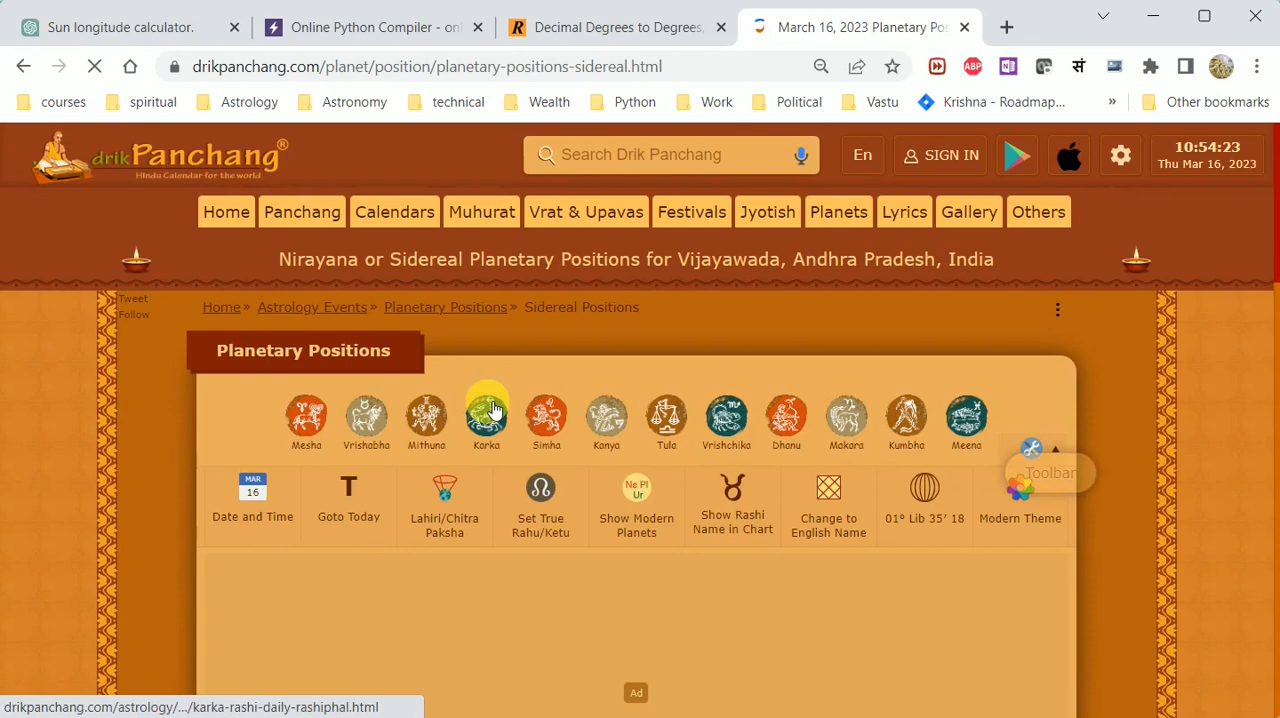 Sun longitude calculator.
Online Python Compiler - onl
Decimal Degrees to Degrees,
March 16, 2023 Planetary Pos
drikpanchang.com/planet/position/planetary-positions-sidereal.html
ABP
सं
courses
spiritual
Astrology
Astronomy
technical
Wealth
Python
Work
Political
Vastu
Krishna - Roadmap...
»
Other bookmarks
drikPanchang®
Hindu Calendar for the world
Search Drik Panchang
En
SIGN IN
10:54:23
Thu Mar 16, 2023
Home
Panchang
Calendars
Muhurat
Vrat & Upavas
Festivals
Jyotish
Planets
Lyrics
Gallery
Others
Nirayana or Sidereal Planetary Positions for Vijayawada, Andhra Pradesh, India
Tweet
Follow
Home» Astrology Events» Planetary Positions» Sidereal Positions
Planetary Positions
Mesha
Vrishabha
Mithuna
Karka
Simha
Kanya
Tula
Vrishchika
Dhanu
Makara
Kumbha
Meena
Toolbar
MAR
16
Date and Time
T
Goto Today
Lahiri/Chitra
Paksha
Set True
Rahu/Ketu
Ne Pl
Ur
Show Modern
Planets
Show Rashi
Name in Chart
Change to
English Name
01º Lib 35′ 18
Modern Theme
Ad
drikpanchang.com/astrology/.../karka-rashi-daily-rashiphal.html